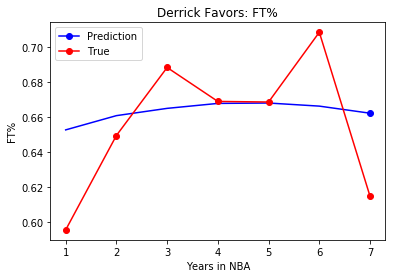 Derrick Favors: FT%
Prediction
True
FT%
0.70
0.68
0.66
0.64
0.62
0.60
1 2 3 4 5 6 7
Years in NBA